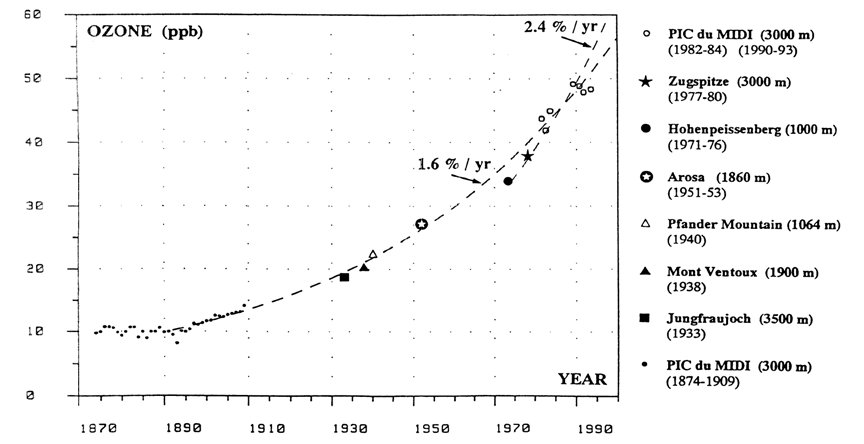 60
OZONE (ppb)
2.4 % / yr
50
40
1.6 % / yr
30
20
10
0
YEAR
1870 1890 1910 1930 1950 1970 1990
PIC du MIDI (3000 m)
(1982-84) (1990-93)
Zugspitze (3000 m)
(1977-80)
Hohenpeissenberg (1000 m)
(1971-76)
Arosa (1860 m)
(1951-53)
Pfander Mountain (1064 m)
(1940)
Mont Ventoux (1900 m)
(1938)
Jungfraujoch (3500 m)
(1933)
PIC du MIDI (3000 m)
(1874-1909)